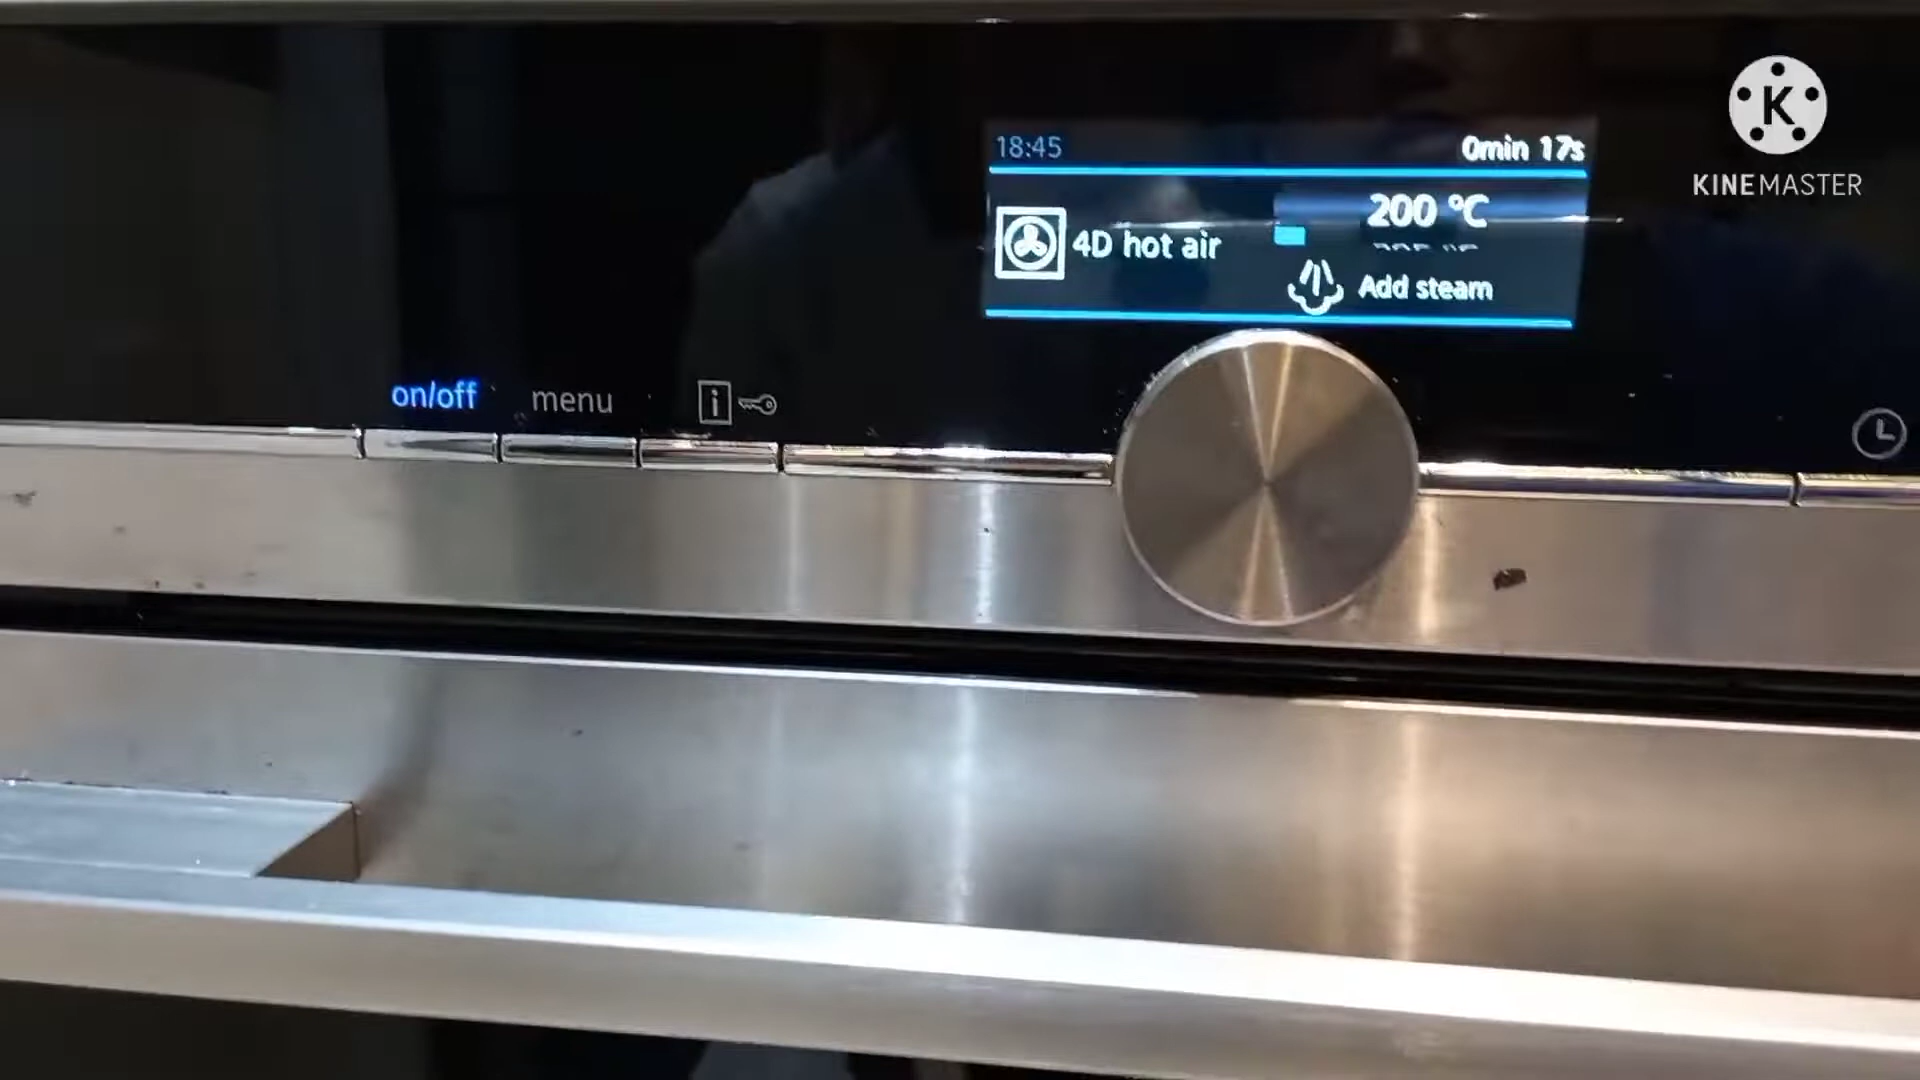 18:45 0min 17s
200 °C
4D hot air
Add steam
on/off menu i
K
KINEMASTER